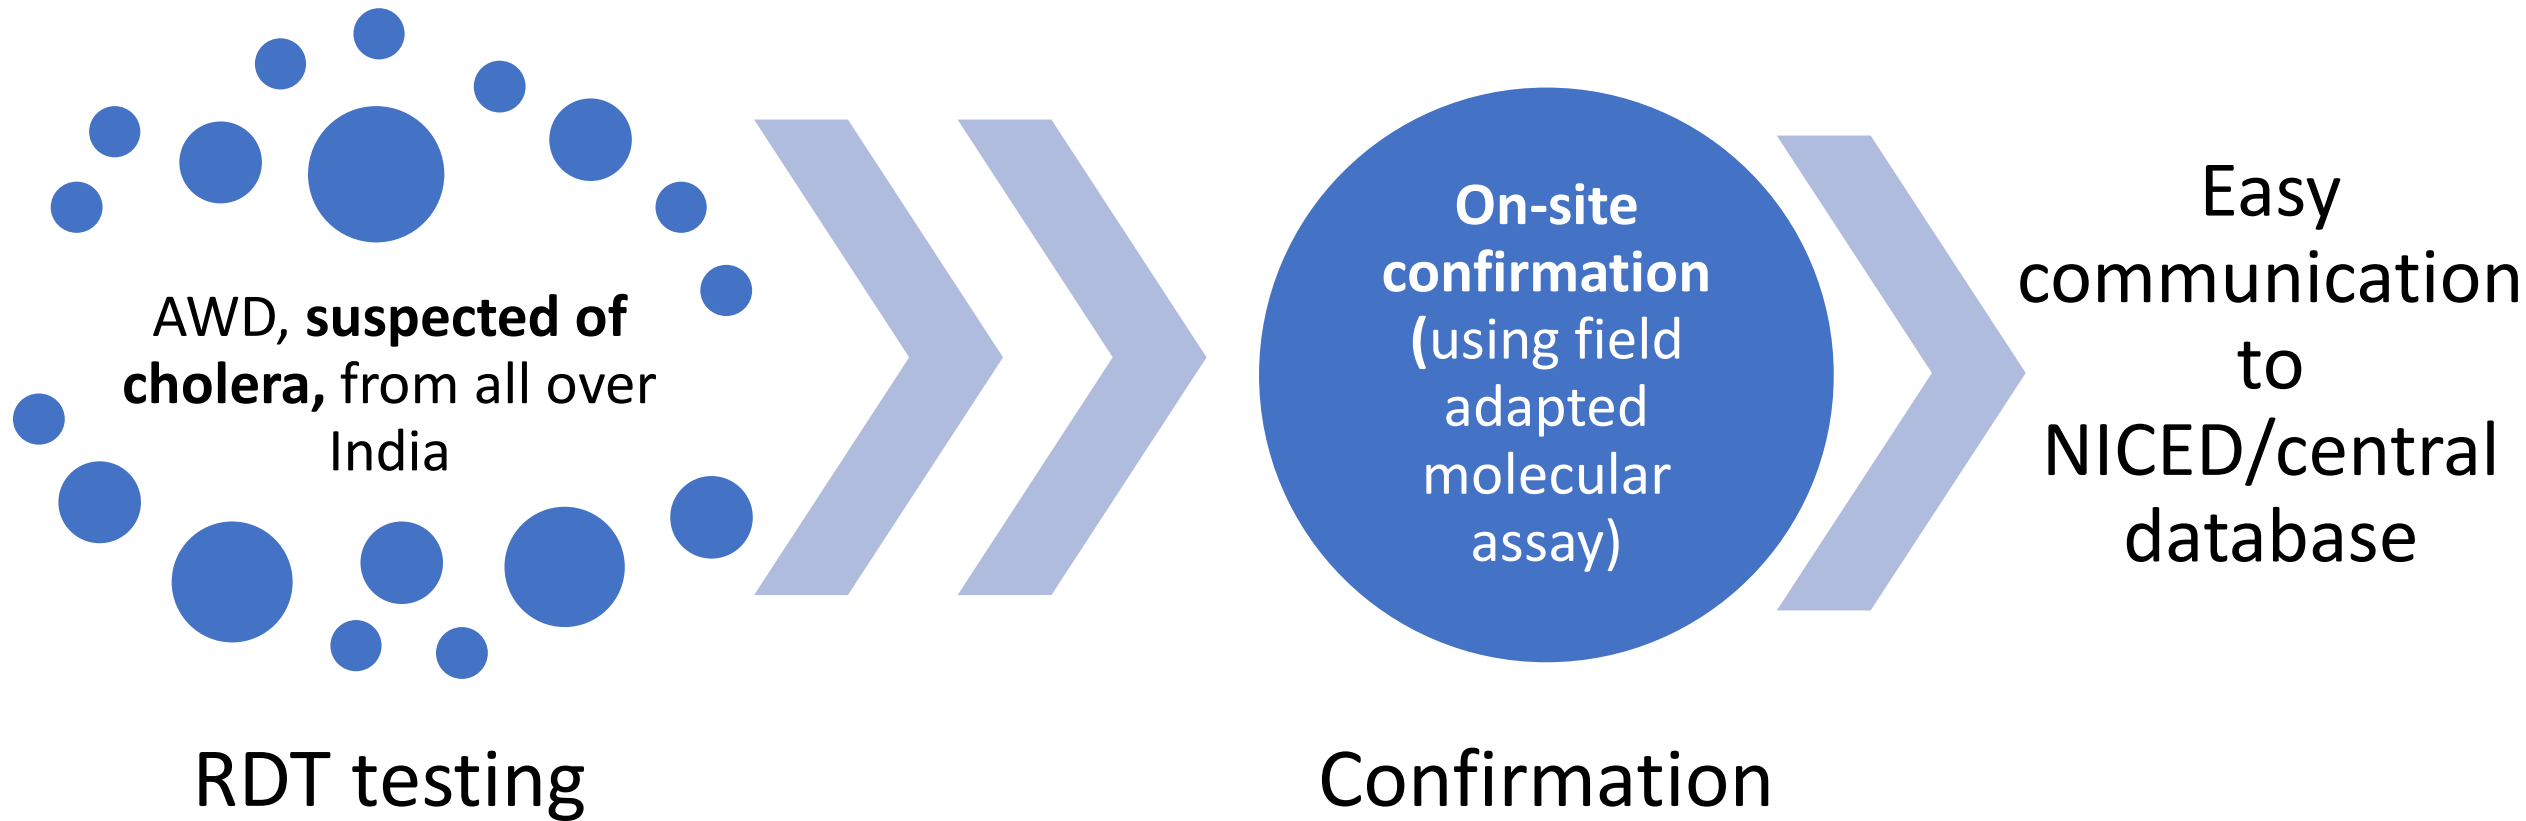 AWD, suspected of
cholera, from all over
India
RDT testing
On-site
confirmation
(using field
adapted
molecular
assay)
Confirmation
Easy
communication
to
NICED/central
database